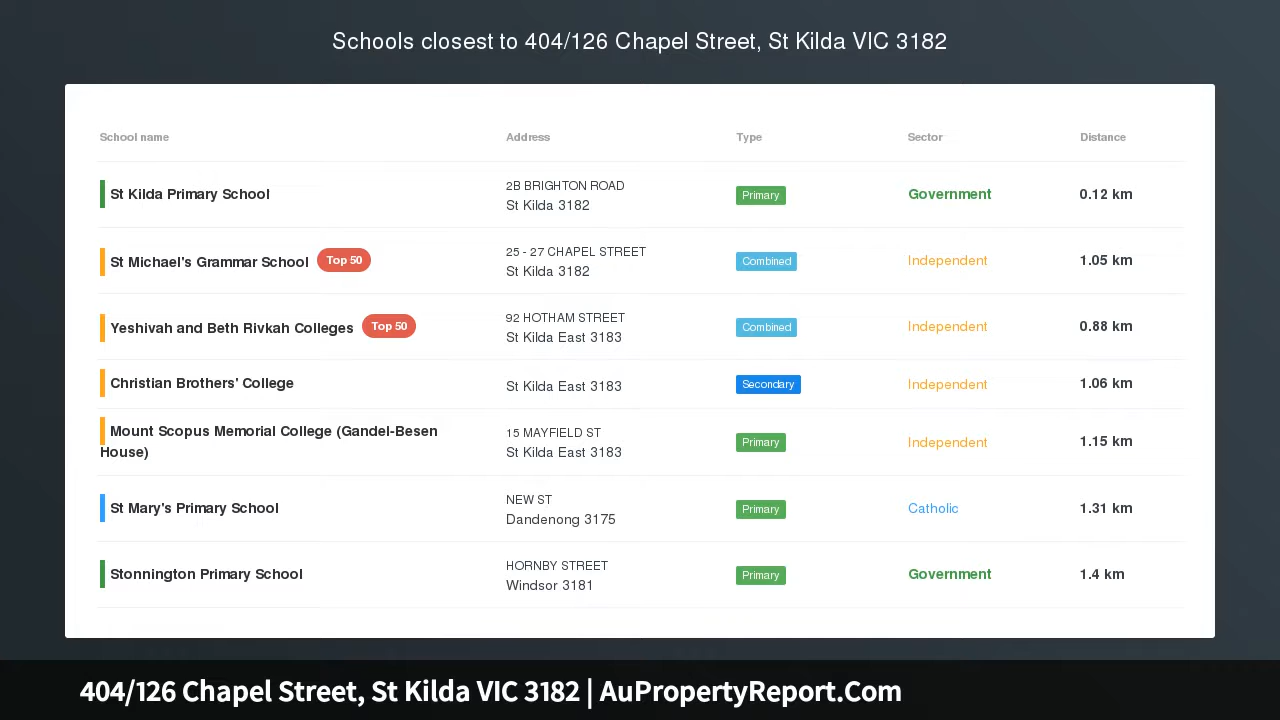 Schools closest to 404/126 Chapel Street, St Kilda VIC 3182
School name Address Type Sector Distance
St Kilda Primary School 2B BRIGHTON ROAD St Kilda 3182 Primary Government 0.12 km
St Michael's Grammar School Top 50 25 - 27 CHAPEL STREET St Kilda 3182 Combined Independent 1.05 km
Yeshivah and Beth Rivkah Colleges Top 50 92 HOTHAM STREET St Kilda East 3183 Combined Independent 0.88 km
Christian Brothers' College St Kilda East 3183 Secondary Independent 1.06 km
Mount Scopus Memorial College (Gandel-Besen House) 15 MAYFIELD ST St Kilda East 3183 Primary Independent 1.15 km
St Mary's Primary School NEW ST Dandenong 3175 Primary Catholic 1.31 km
Stonnington Primary School HORNBY STREET Windsor 3181 Primary Government 1.4 km
404/126 Chapel Street, St Kilda VIC 3182 | AuPropertyReport.Com